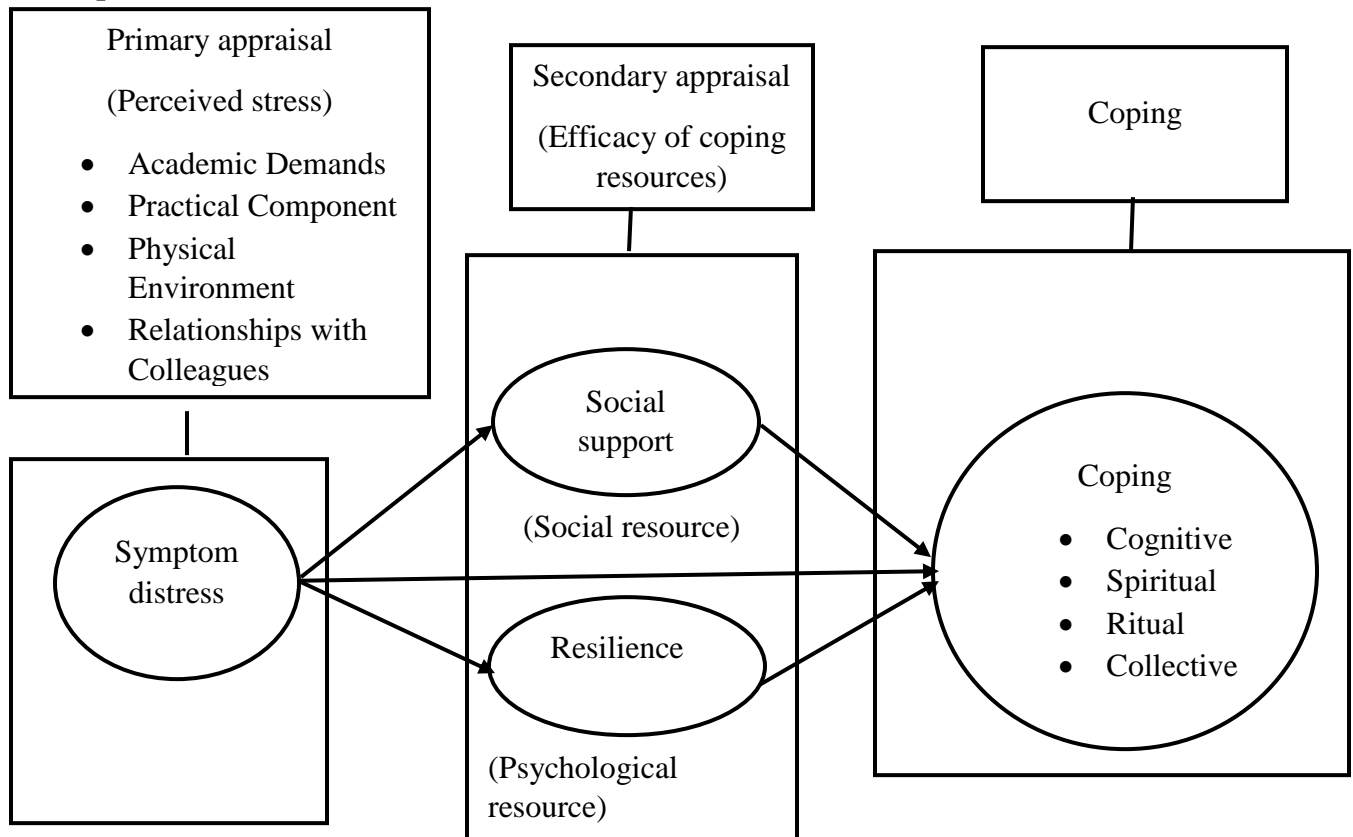 Primary appraisal
(Perceived stress)
• Academic Demands
• Practical Component
• Physical
Environment
• Relationships with
Colleagues
Secondary appraisal
(Efficacy of coping
resources)
Coping
Symptom
distress
Social
support
(Social resource)
Resilience
(Psychological
resource)
Coping
• Cognitive
• Spiritual
• Ritual
• Collective